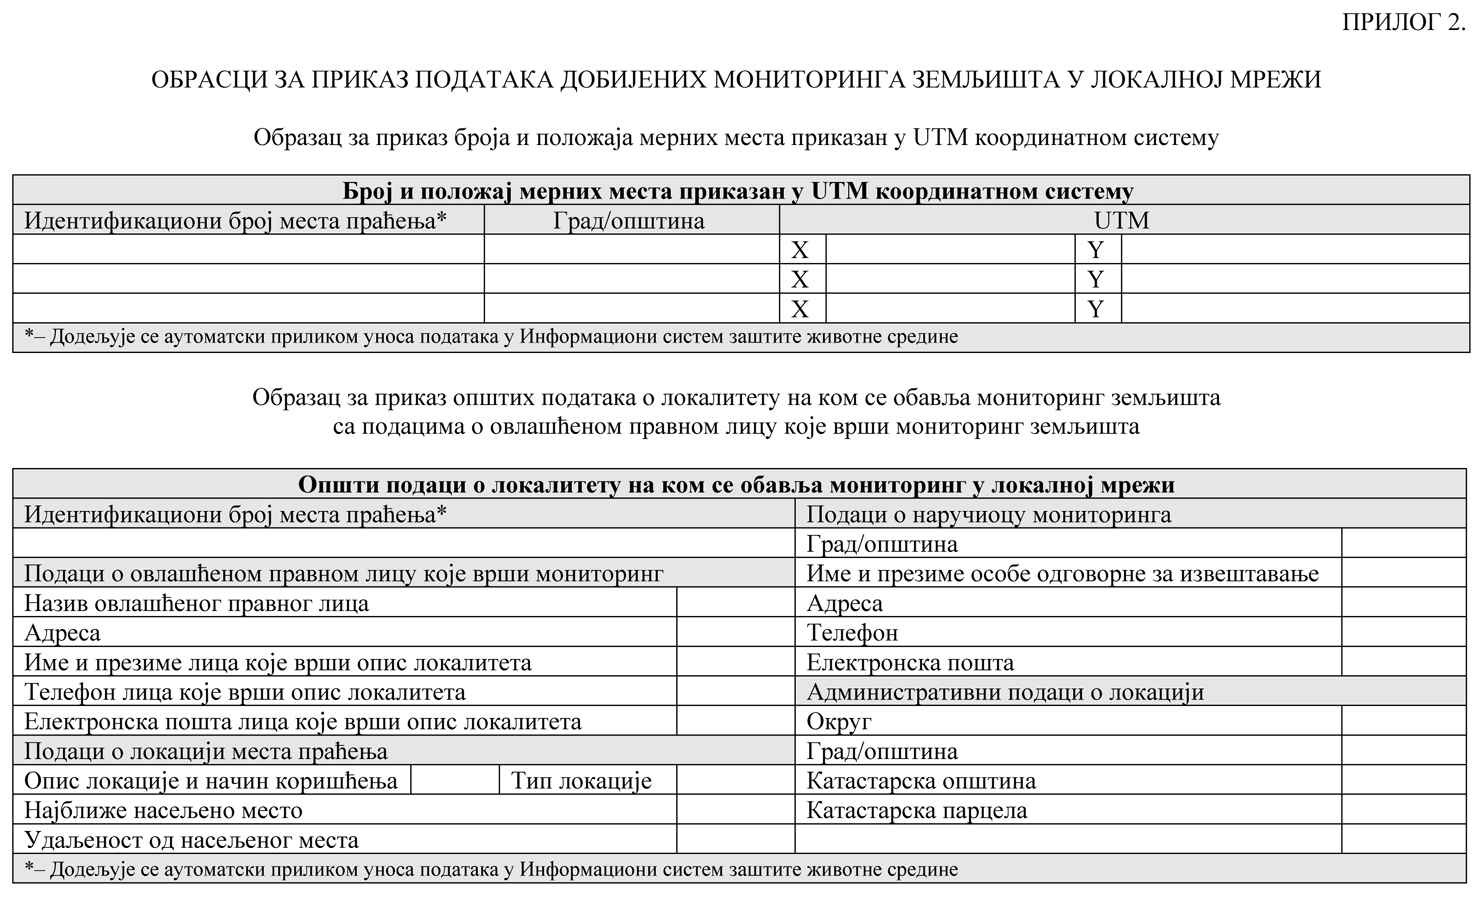 ПРИЛОГ 2.
ОБРАСЦИ ЗА ПРИКАЗ ПОДАТАКА ДОБИЈЕНИХ МОНИТОРИНГА ЗЕМЉИШТА У ЛОКАЛНОЈ МРЕЖИ
Образац за приказ броја и положаја мерних места приказан у UTM координатном систему
Број и положај мерних места приказан у UTM координатном систему
Идентификациони број места праћења* Град/општина UTM
X Y
X Y
X Y
*– Додељује се аутоматски приликом уноса података у Информациони систем заштите животне средине
Образац за приказ општих података о локалитету на ком се обавља мониторинг земљишта
са подацима о овлашћеном правном лицу које врши мониторинг земљишта
Општи подаци о локалитету на ком се обавља мониторинг у локалној мрежи
Идентификациони број места праћења* Подаци о наручиоцу мониторинга
Град/општина
Подаци о овлашћеном правном лицу које врши мониторинг Име и презиме особе одговорне за извештавање
Назив овлашћеног правног лица Адреса
Адреса Телефон
Име и презиме лица које врши опис локалитета Електронска пошта
Телефон лица које врши опис локалитета Административни подаци о локацији
Електронска пошта лица које врши опис локалитета Округ
Подаци о локацији места праћења Град/општина
Опис локације и начин коришћења Тип локације Катастарска општина
Најближе насељено место Катастарска парцела
Удаљеност од насељеног места
*– Додељује се аутоматски приликом уноса података у Информациони систем заштите животне средине